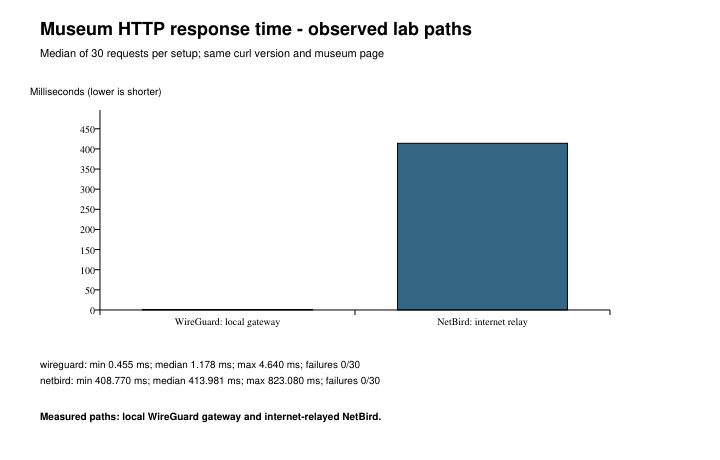 Museum HTTP response time - observed lab paths
Median of 30 requests per setup; same curl version and museum page
Milliseconds (lower is shorter)
450
400
350
300
250
200
150
100
50
0
WireGuard: local gateway
NetBird: internet relay
wireguard: min 0.455 ms; median 1.178 ms; max 4.640 ms; failures 0/30
netbird: min 408.770 ms; median 413.981 ms; max 823.080 ms; failures 0/30
Measured paths: local WireGuard gateway and internet-relayed NetBird.